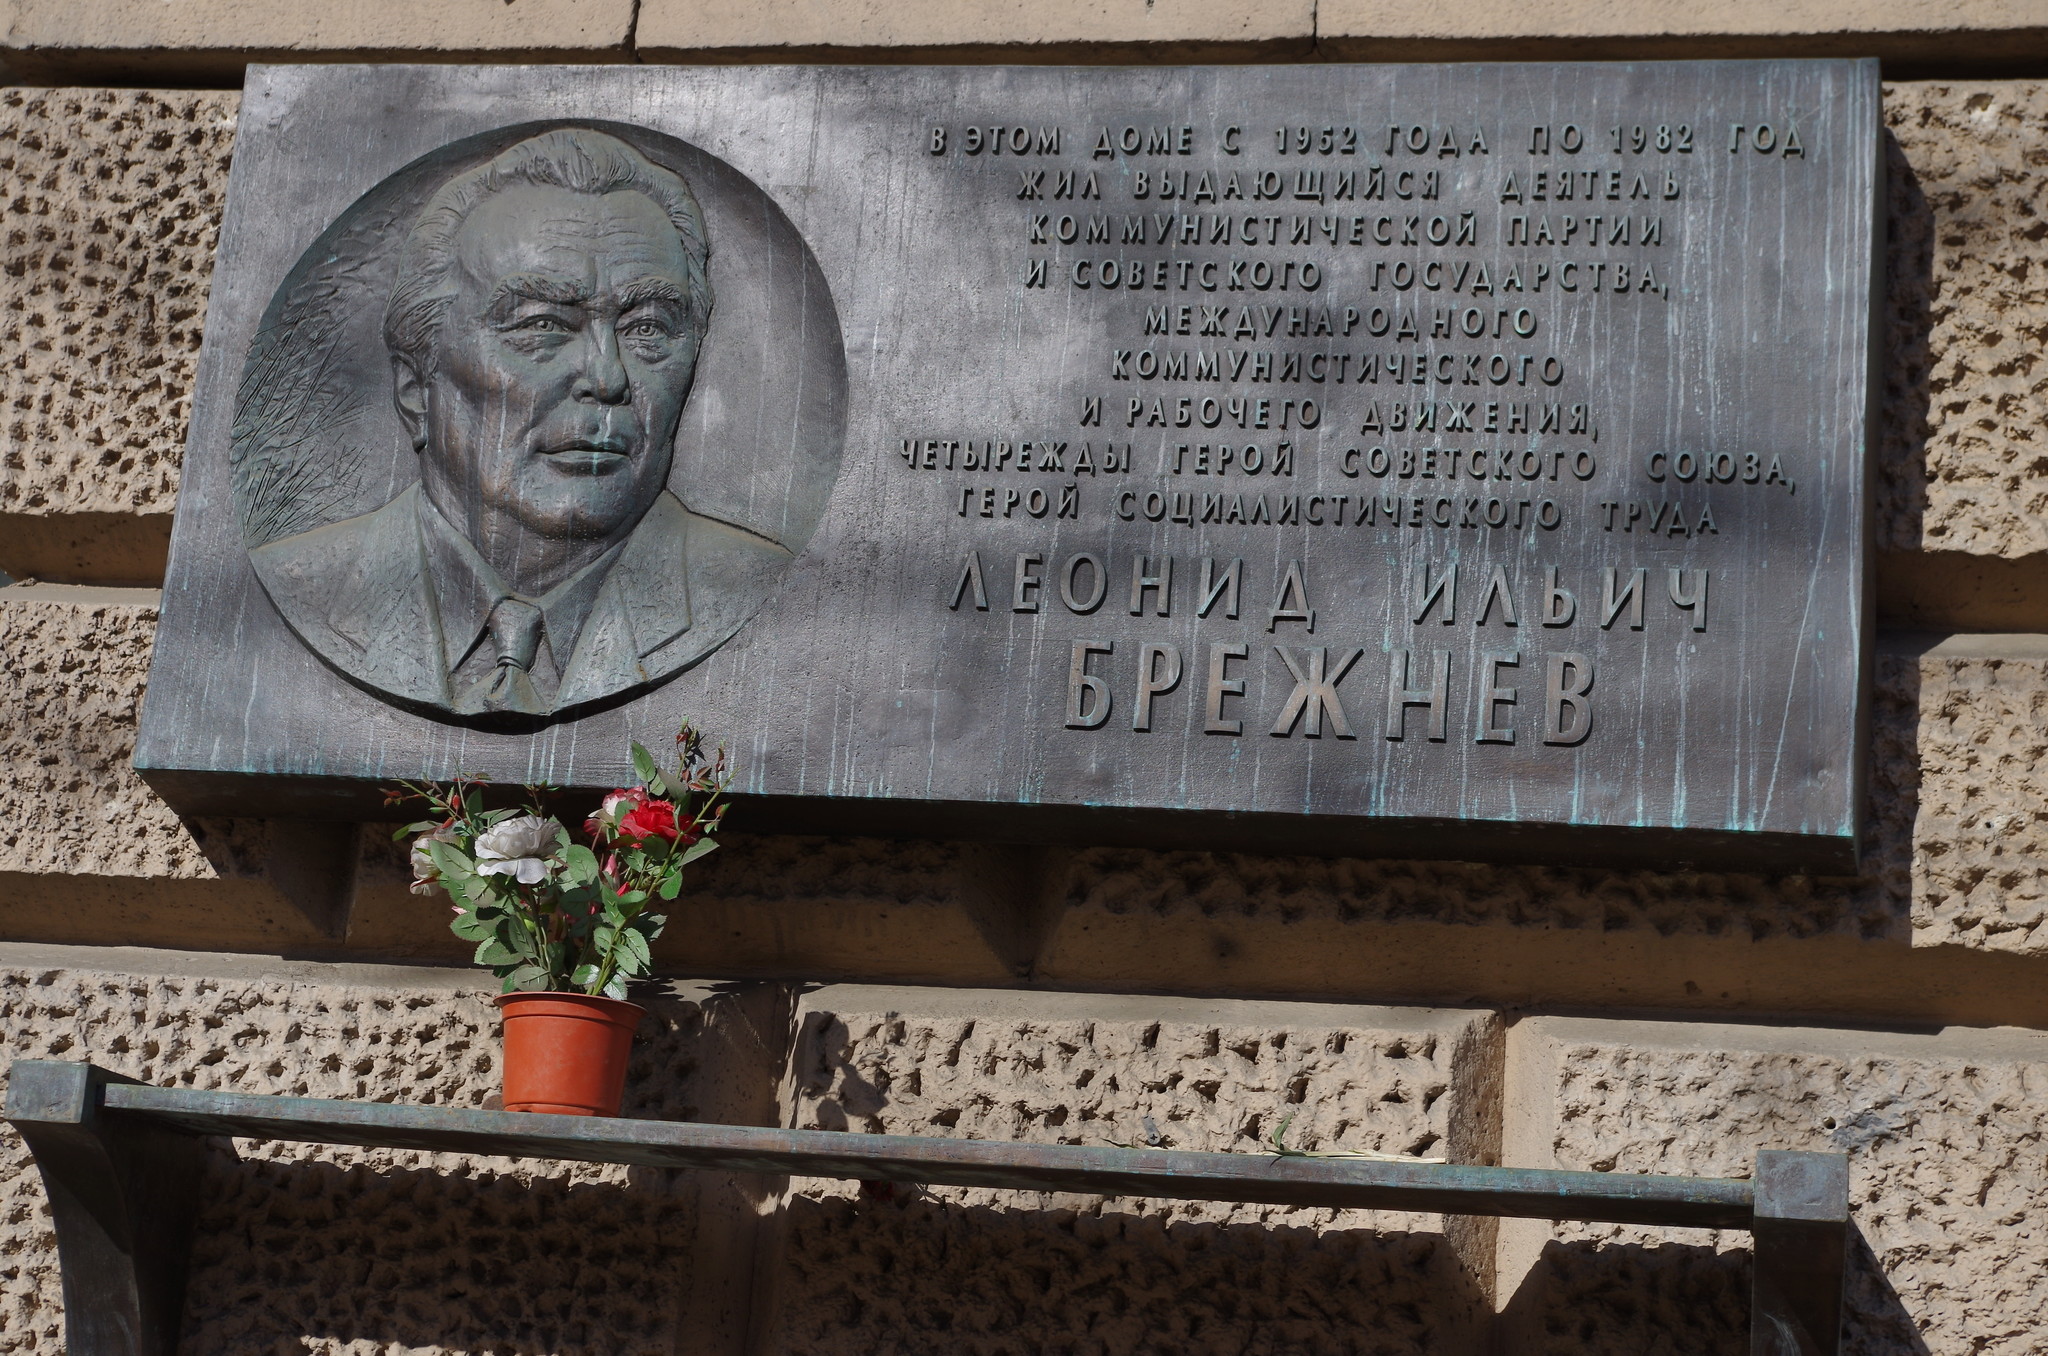 В ЭТОМ ДОМЕ С 1952 ГОДА ПО 1982 ГОД
ЖИЛ ВЫДАЮЩИЙСЯ ДЕЯТЕЛЬ
КОММУНИСТИЧЕСКОЙ ПАРТИИ
И СОВЕТСКОГО ГОСУДАРСТВА,
МЕЖДУНАРОДНОГО
КОММУНИСТИЧЕСКОГО
И РАБОЧЕГО ДВИЖЕНИЯ,
ЧЕТЫРЕЖДЫ ГЕРОЙ СОВЕТСКОГО СОЮЗА,
ГЕРОЙ СОЦИАЛИСТИЧЕСКОГО ТРУДА
ЛЕОНИД ИЛЬИЧ
БРЕЖНЕВ